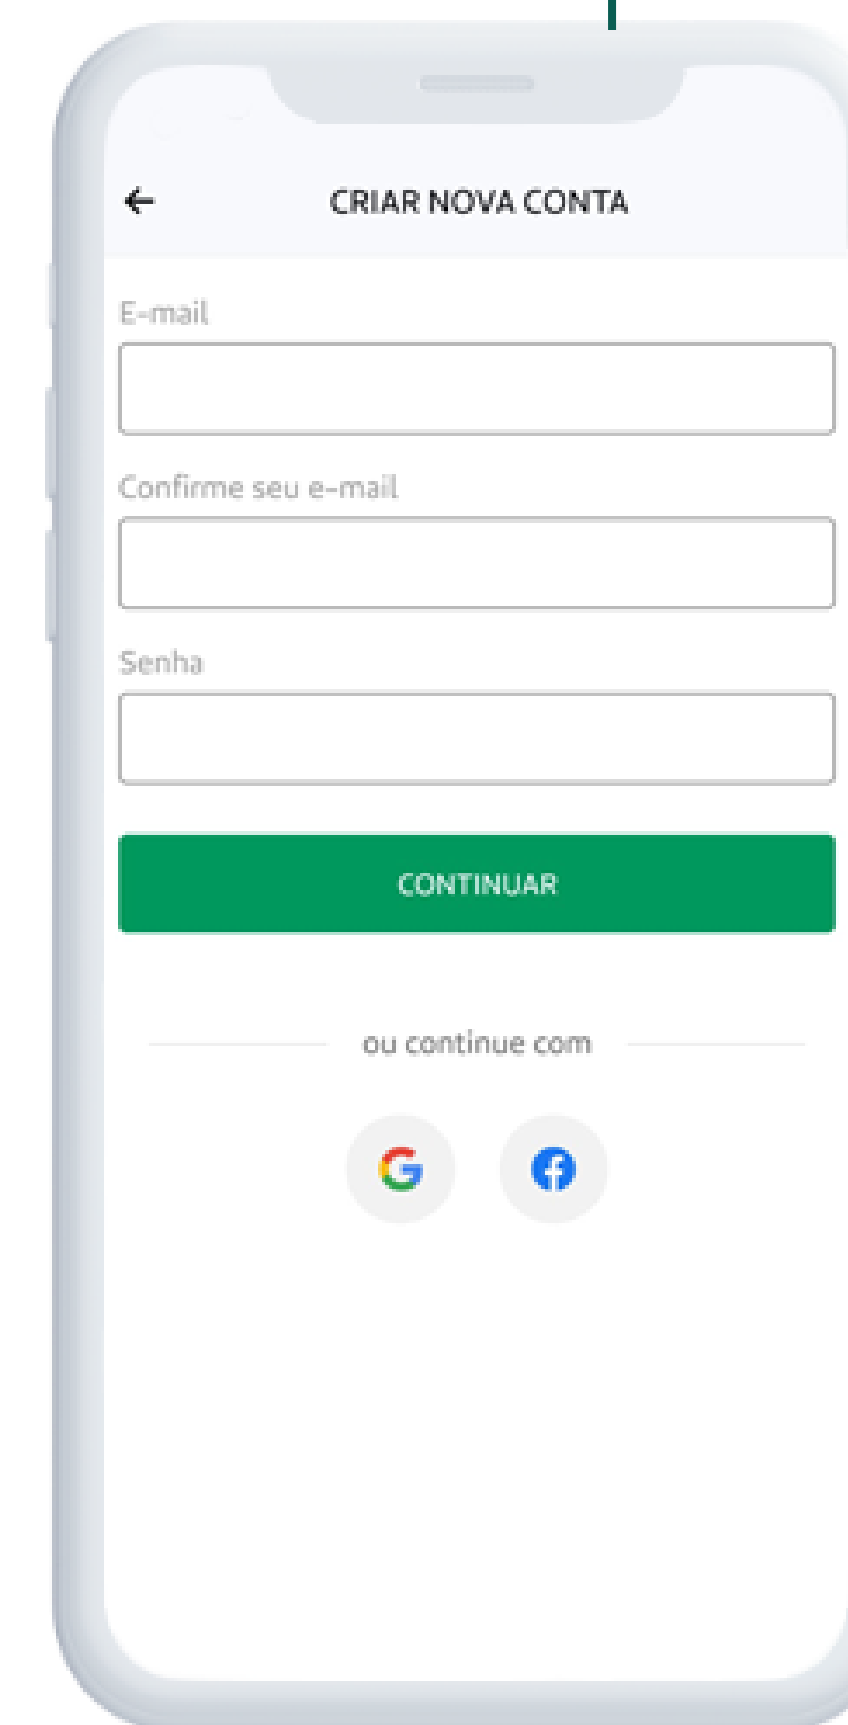 CRIAR NOVA CONTA
E-mail
Confirme seu e-mail
Senha
CONTINUAR
ou continue com